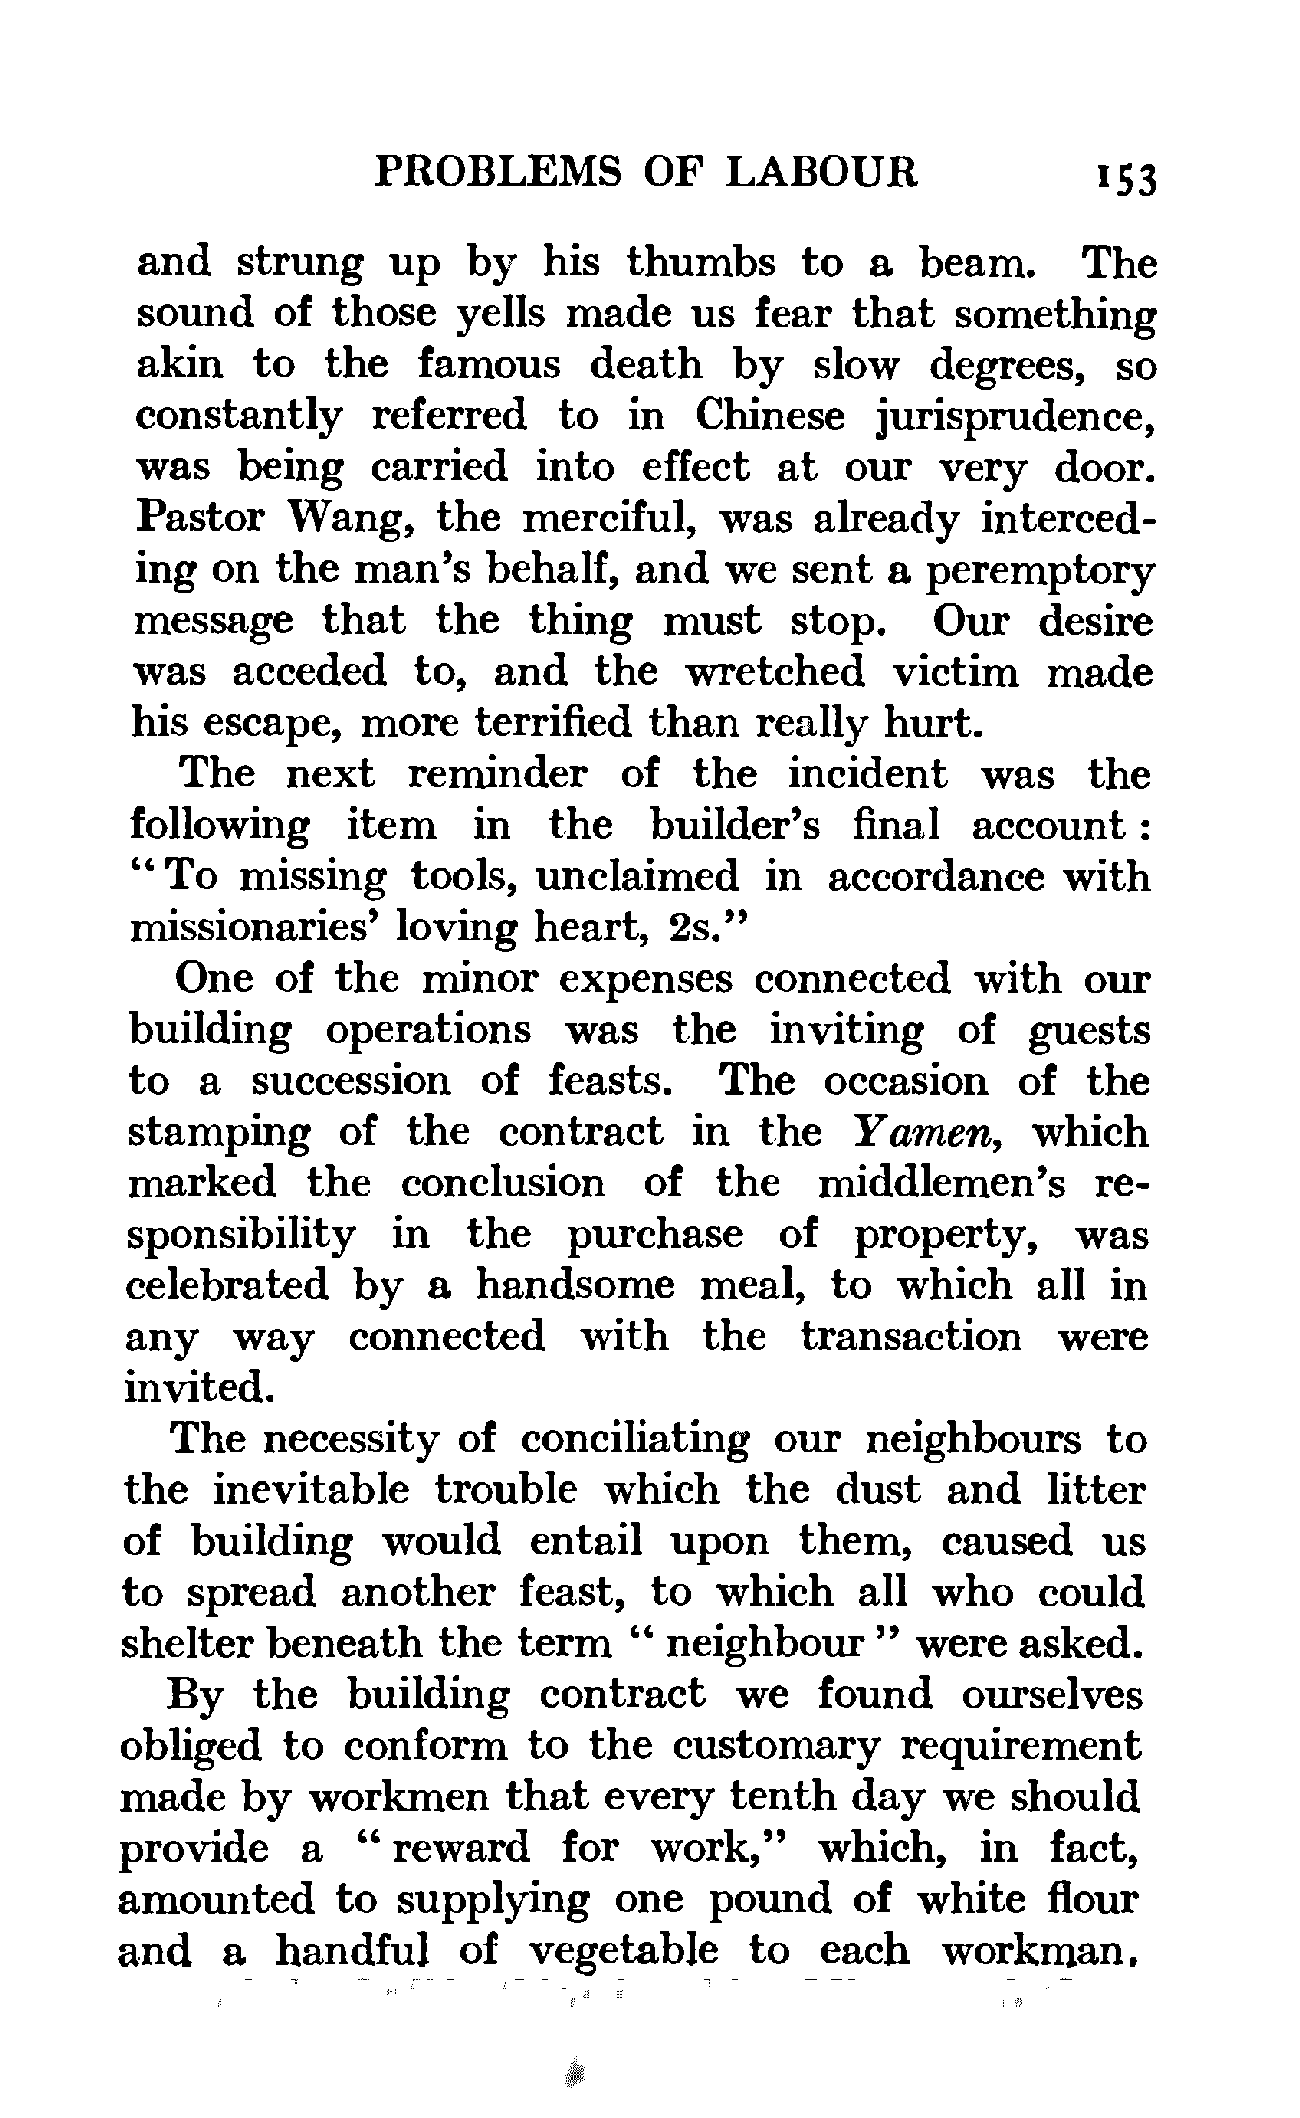 PROBLEMS OF LABOUR 153
and strung up by his thumbs to a beam. The
sound of those yells made us fear that something
akin to the famous death by slow degrees, so
constantly referred to in Chinese jurisprudence,
was being carried into effect at our very door.
Pastor Wang, the merciful, was already interced-
ing on the man's behalf, and we sent a peremptory
message that the thing must stop. Our desire
was acceded to, and the wretched victim made
his escape, more terrified than really hurt.
The next reminder of the incident was the
following item in the builder's final account :
“ To missing tools, unclaimed in accordance with
missionaries' loving heart, 2s.”
One of the minor expenses connected with our
building operations was the inviting of guests
to a succession of feasts. The occasion of the
stamping of the contract in the Yamen, which
marked the conclusion of the middlemen's re-
sponsibility in the purchase of property, was
celebrated by a handsome meal, to which all in
any way connected with the transaction were
invited.
The necessity of conciliating our neighbours to
the inevitable trouble which the dust and litter
of building would entail upon them, caused us
to spread another feast, to which all who could
shelter beneath the term “ neighbour ” were asked.
By the building contract we found ourselves
obliged to conform to the customary requirement
made by workmen that every tenth day we should
provide a “ reward for work,” which, in fact,
amounted to supplying one pound of white flour
and a handful of vegetable to each workman.